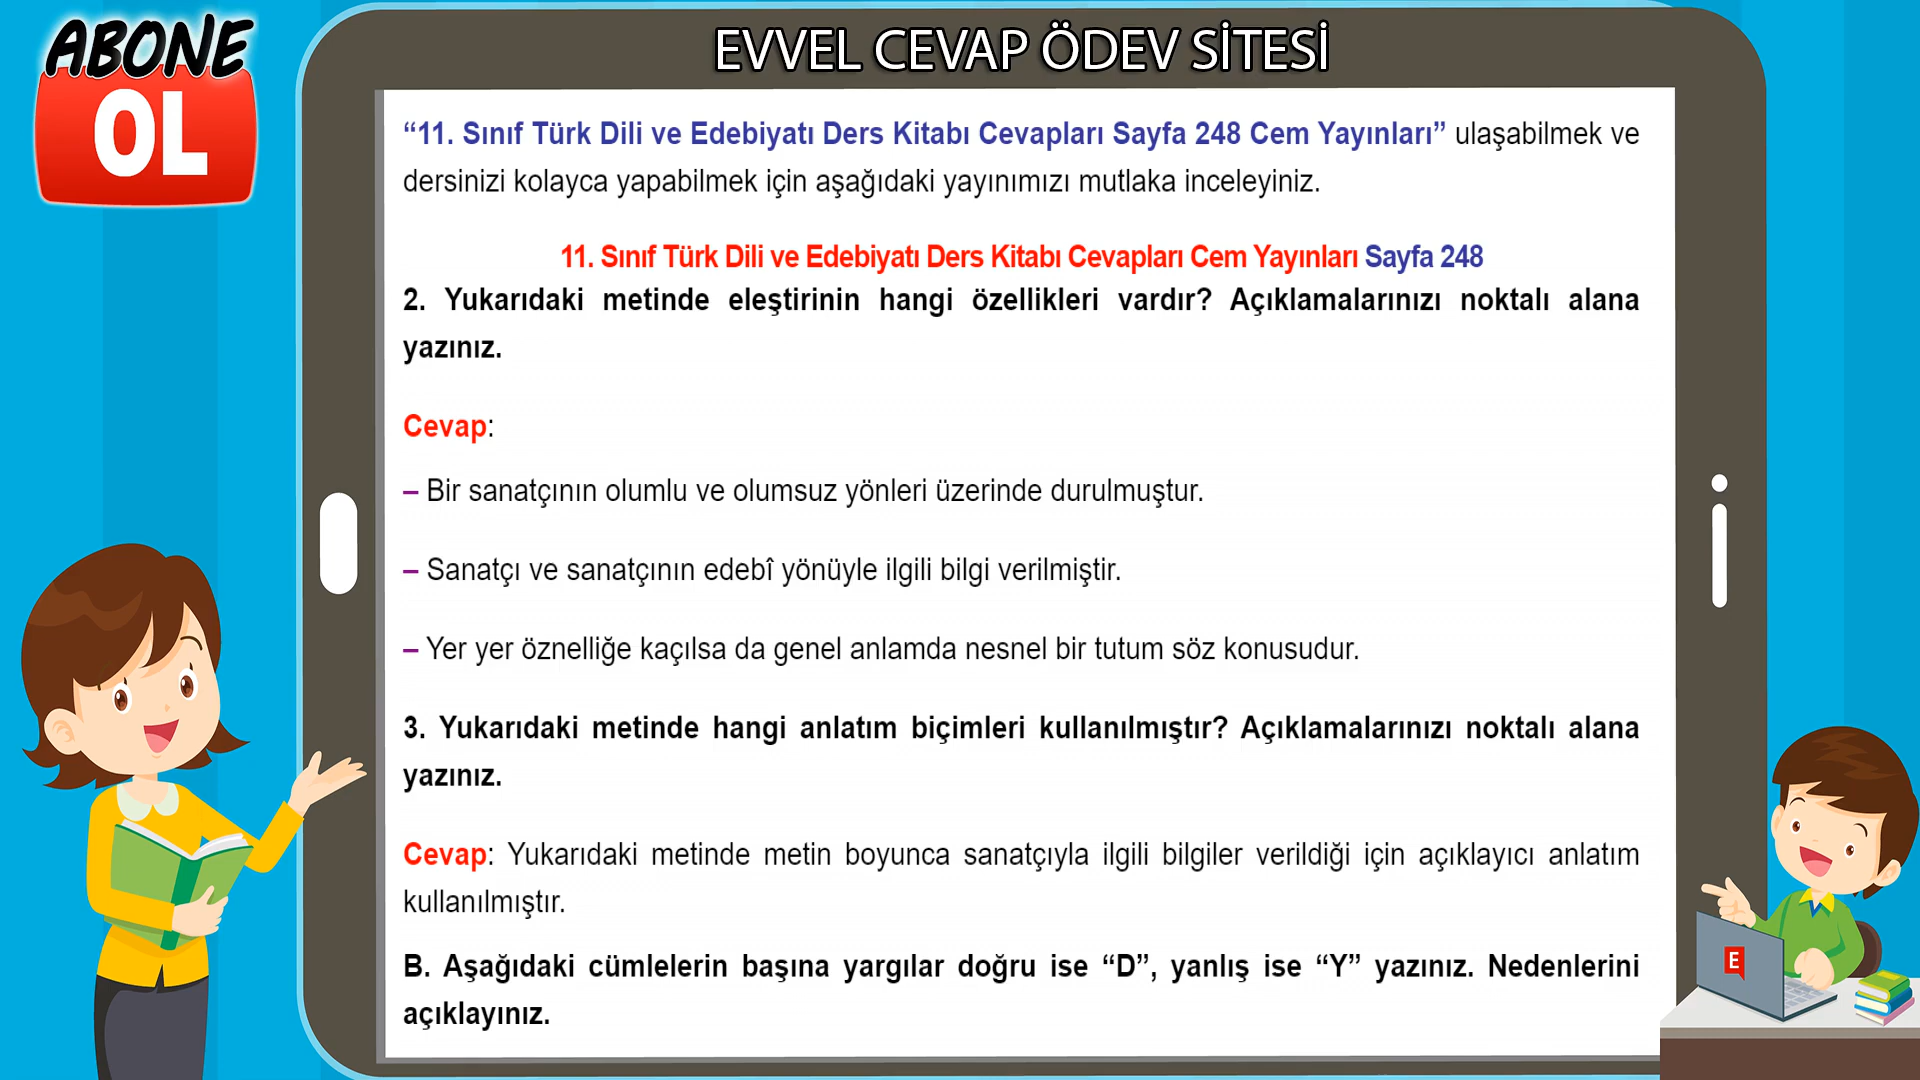 ABONE
OL
EVVEL CEVAP ÖDEV SİTESİ
“11. Sınıf Türk Dili ve Edebiyatı Ders Kitabı Cevapları Sayfa 248 Cem Yayınları” ulaşabilmek ve
dersinizi kolayca yapabilmek için aşağıdaki yayınımızı mutlaka inceleyiniz.
11. Sınıf Türk Dili ve Edebiyatı Ders Kitabı Cevapları Cem Yayınları Sayfa 248
2. Yukarıdaki metinde eleştirinin hangi özellikleri vardır? Açıklamalarınızı noktalı alana
yazınız.
Cevap:
– Bir sanatçının olumlu ve olumsuz yönleri üzerinde durulmuştur.
– Sanatçı ve sanatçının edebî yönüyle ilgili bilgi verilmiştir.
– Yer yer öznelliğe kaçılsa da genel anlamda nesnel bir tutum söz konusudur.
3. Yukarıdaki metinde hangi anlatım biçimleri kullanılmıştır? Açıklamalarınızı noktalı alana
yazınız.
Cevap: Yukarıdaki metinde metin boyunca sanatçıyla ilgili bilgiler verildiği için açıklayıcı anlatım
kullanılmıştır.
B. Aşağıdaki cümlelerin başına yargılar doğru ise “D”, yanlış ise “Y” yazınız. Nedenlerini
açıklayınız.
E